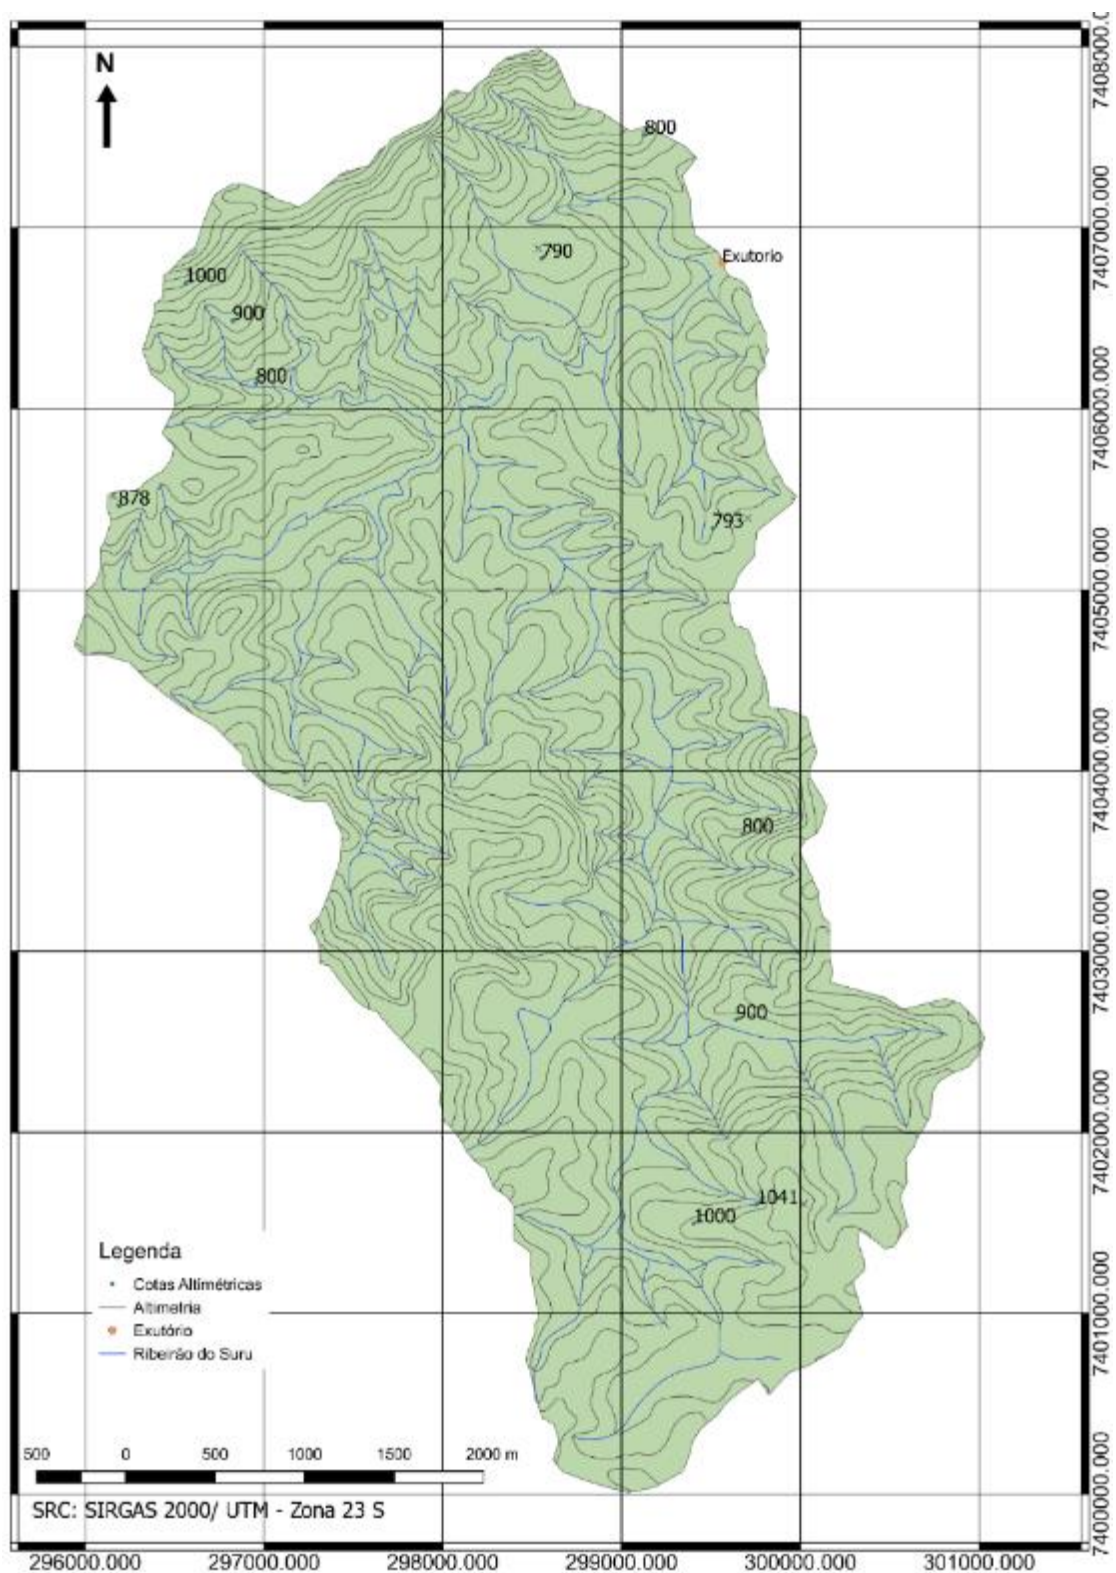 N
800
790
Exutorio
1000
900
800
878
793
800
900
1041
1000
Legenda
Cotas Altimétricas
Altimetria
Exutório
Ribeirão do Suru
500 0 500 1000 1500 2000 m
SRC: SIRGAS 2000/ UTM - Zona 23 S
296000.000 297000.000 298000.000 299000.000 300000.000 301000.000
7408000.0
7407000.000
7406000.000
7405000.000
7404000.000
7403000.000
7402000.000
7401000.000
7400000.000